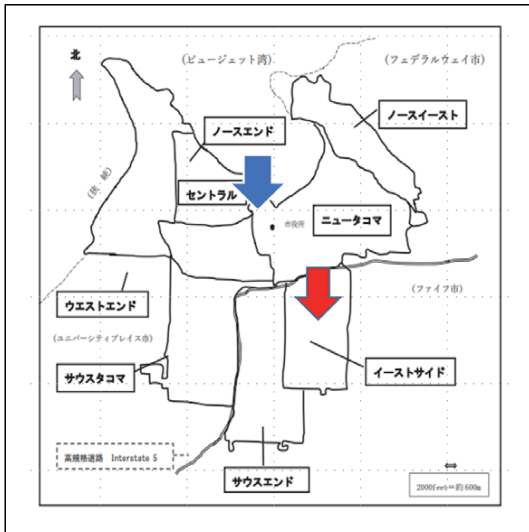 北
(ピュージェット湾)
(フェデラルウェイ市)
ノースイースト
ノースエンド
セントラル
(狭・続)
市役所
ニュータコマ
ウエストエンド
(ファイフ市)
(ユニバーシティプレイス市)
サウスタコマ
イーストサイド
高規格道路 Interstate 5
サウスエンド
2000feet=約600m